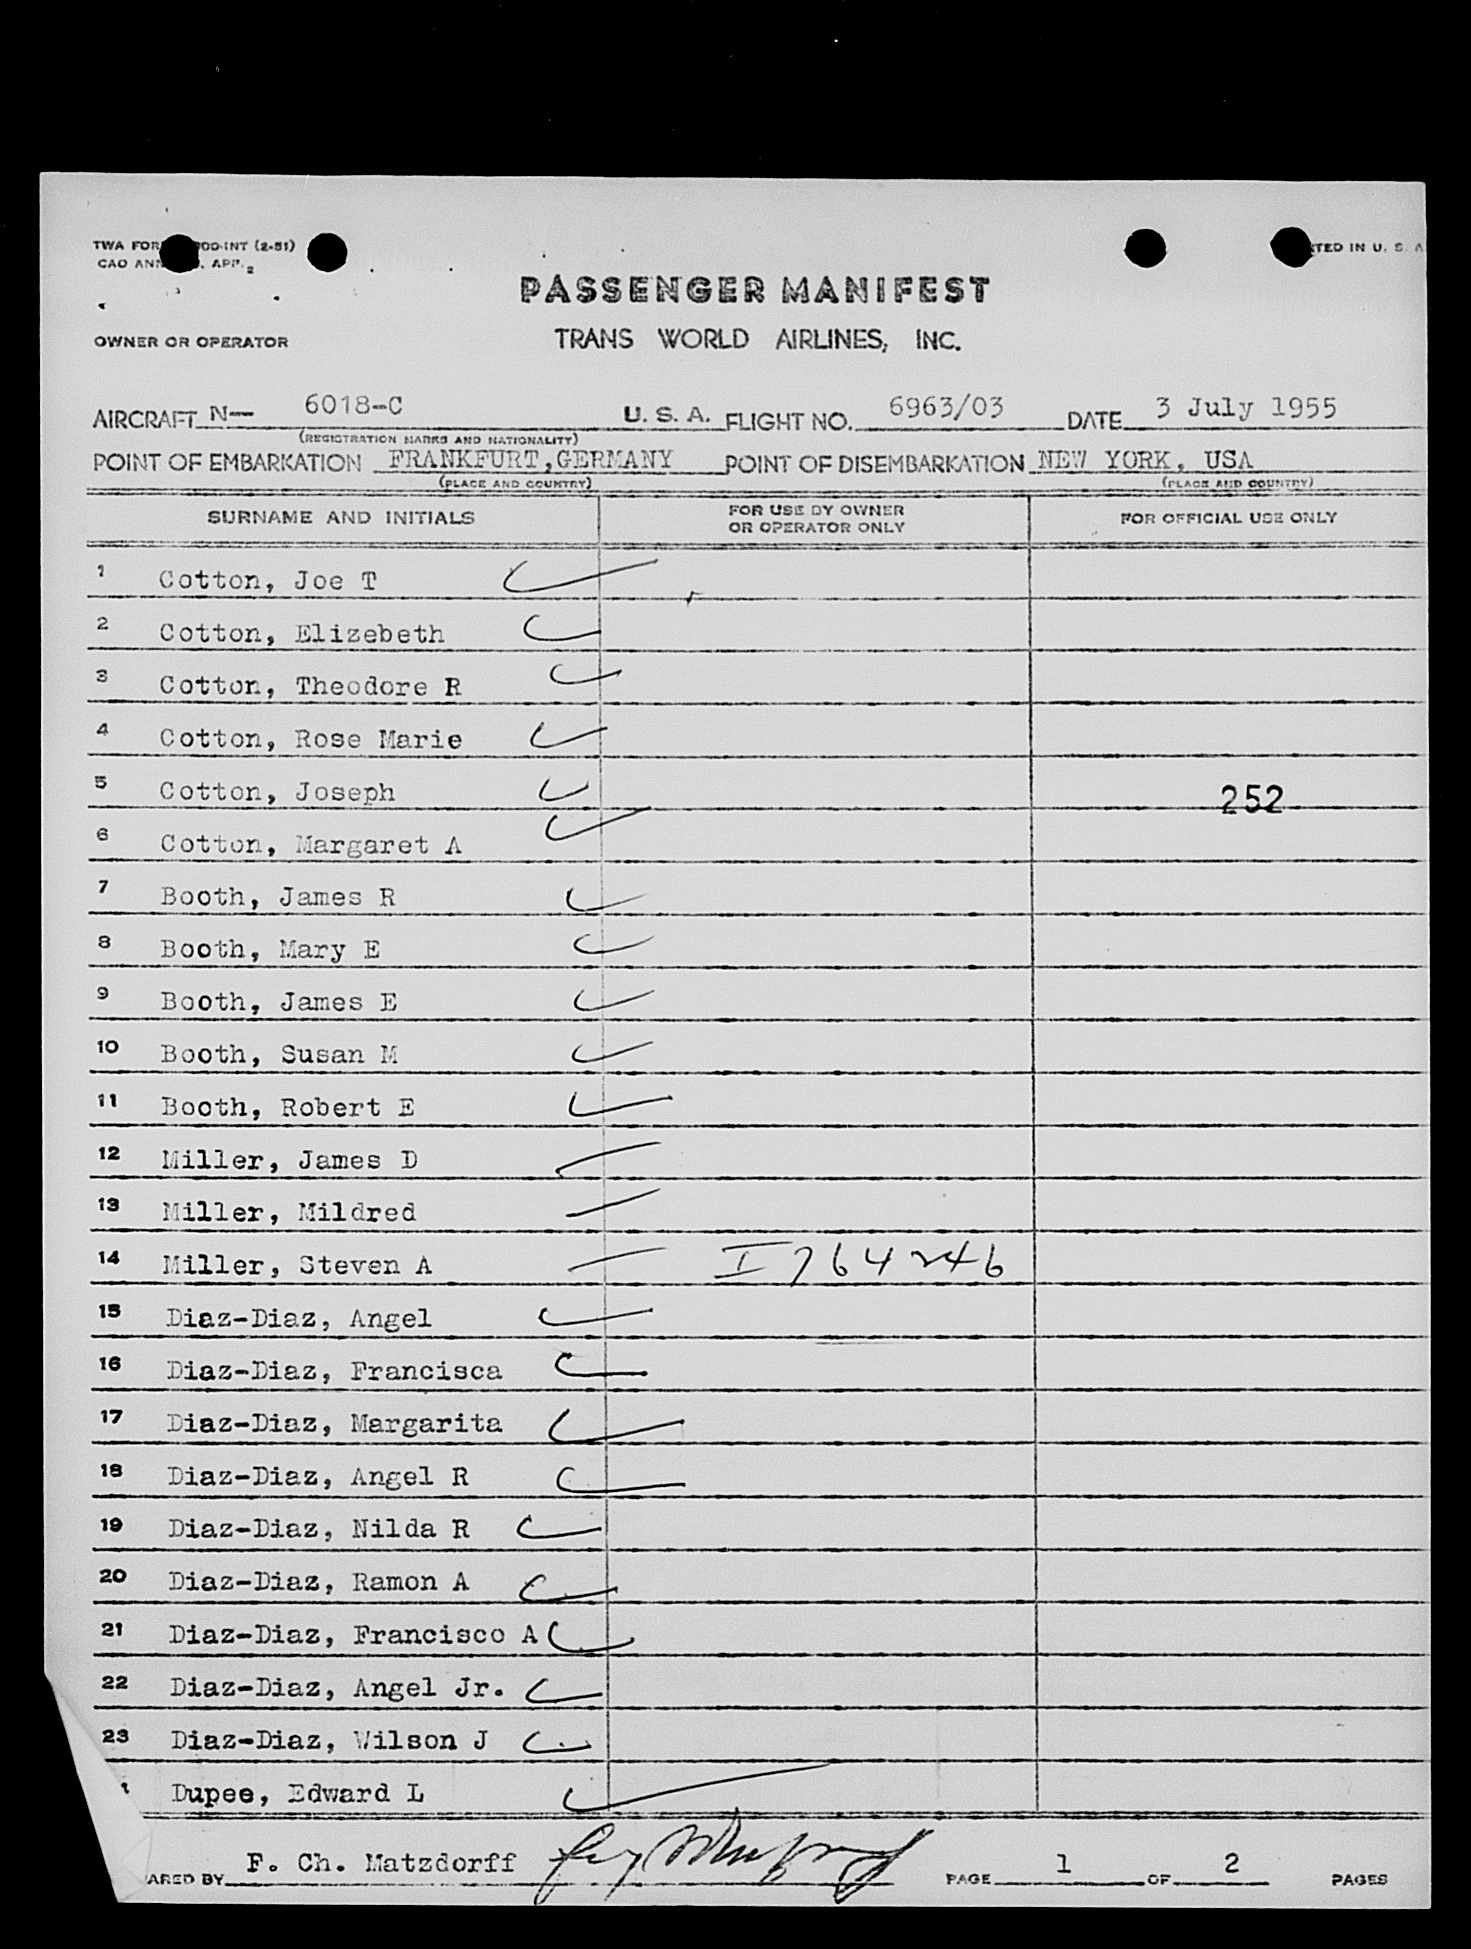 TWA FOR 00-INT (2-51)
TED IN U. S. A
CAO ANN . APP. 2
PASSENGER MANIFEST
OWNER OR OPERATOR
TRANS WORLD AIRLINES, INC.
AIRCRAFT N— 6018-C U. S. A. FLIGHT NO. 6963/03 DATE 3 July 1955
(REGISTRATION MARKS AND NATIONALITY)
POINT OF EMBARKATION FRANKFURT,GERMANY POINT OF DISEMBARKATION NEW YORK, USA
(PLACE AND COUNTRY) (PLACE AND COUNTRY)
SURNAME AND INITIALS
FOR USE BY OWNER
OR OPERATOR ONLY
FOR OFFICIAL USE ONLY
1 Cotton, Joe T
2 Cotton, Elizebeth
3 Cotton, Theodore R
4 Cotton, Rose Marie
5 Cotton, Joseph 252
6 Cotton, Margaret A
7 Booth, James R
8 Booth, Mary E
9 Booth, James E
10 Booth, Susan M
11 Booth, Robert E
12 Miller, James D
13 Miller, Mildred
14 Miller, Steven A I 764246
15 Diaz-Diaz, Angel
16 Diaz-Diaz, Francisca
17 Diaz-Diaz, Margarita
18 Diaz-Diaz, Angel R
19 Diaz-Diaz, Nilda R
20 Diaz-Diaz, Ramon A
21 Diaz-Diaz, Francisco A
22 Diaz-Diaz, Angel Jr.
23 Diaz-Diaz, Wilson J
Dupee, Edward L
ARED BY F. Ch. Matzdorff PAGE 1 OF 2 PAGES